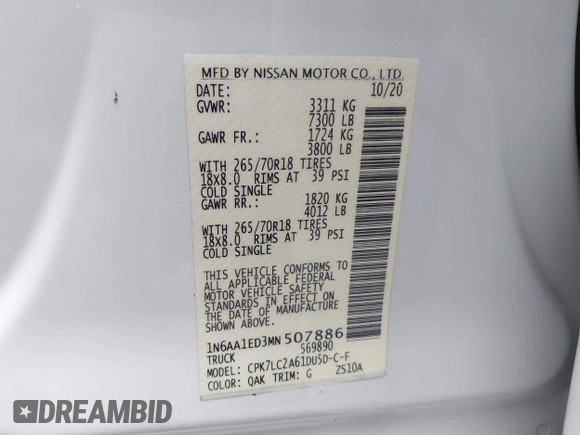 MFD BY NISSAN MOTOR CO., LTD.
DATE: 10/20
GVWR: 3311 KG
7300 LB
GAWR FR.: 1724 KG
3800 LB
WITH 265/70R18 TIRES
18X8.0 RIMS AT 39 PSI
COLD SINGLE
GAWR RR.: 1820 KG
4012 LB
WITH 265/70R18 TIRES
18X8.0 RIMS AT 39 PSI
COLD SINGLE
THIS VEHICLE CONFORMS TO
ALL APPLICABLE FEDERAL
MOTOR VEHICLE SAFETY
STANDARDS IN EFFECT ON
THE DATE OF MANUFACTURE
SHOWN ABOVE.
1N6AA1ED3MN507886
TRUCK 569890
MODEL: CPK7LC2A61DU5D-C-F
COLOR: QAK TRIM: G ZS10A
DREAMBID